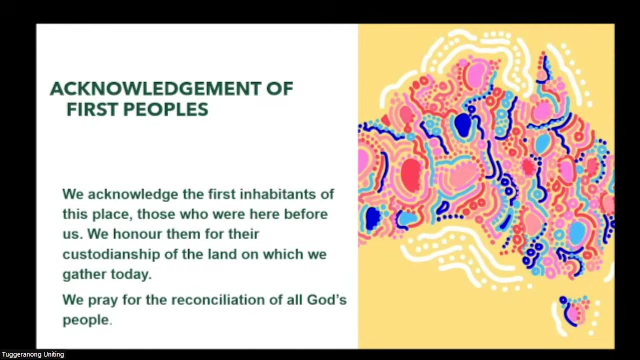 ACKNOWLEDGEMENT OF
FIRST PEOPLES
We acknowledge the first inhabitants of
this place, those who were here before
us. We honour them for their
custodianship of the land on which we
gather today.
We pray for the reconciliation of all God's
people.
Tuggeranong Uniting